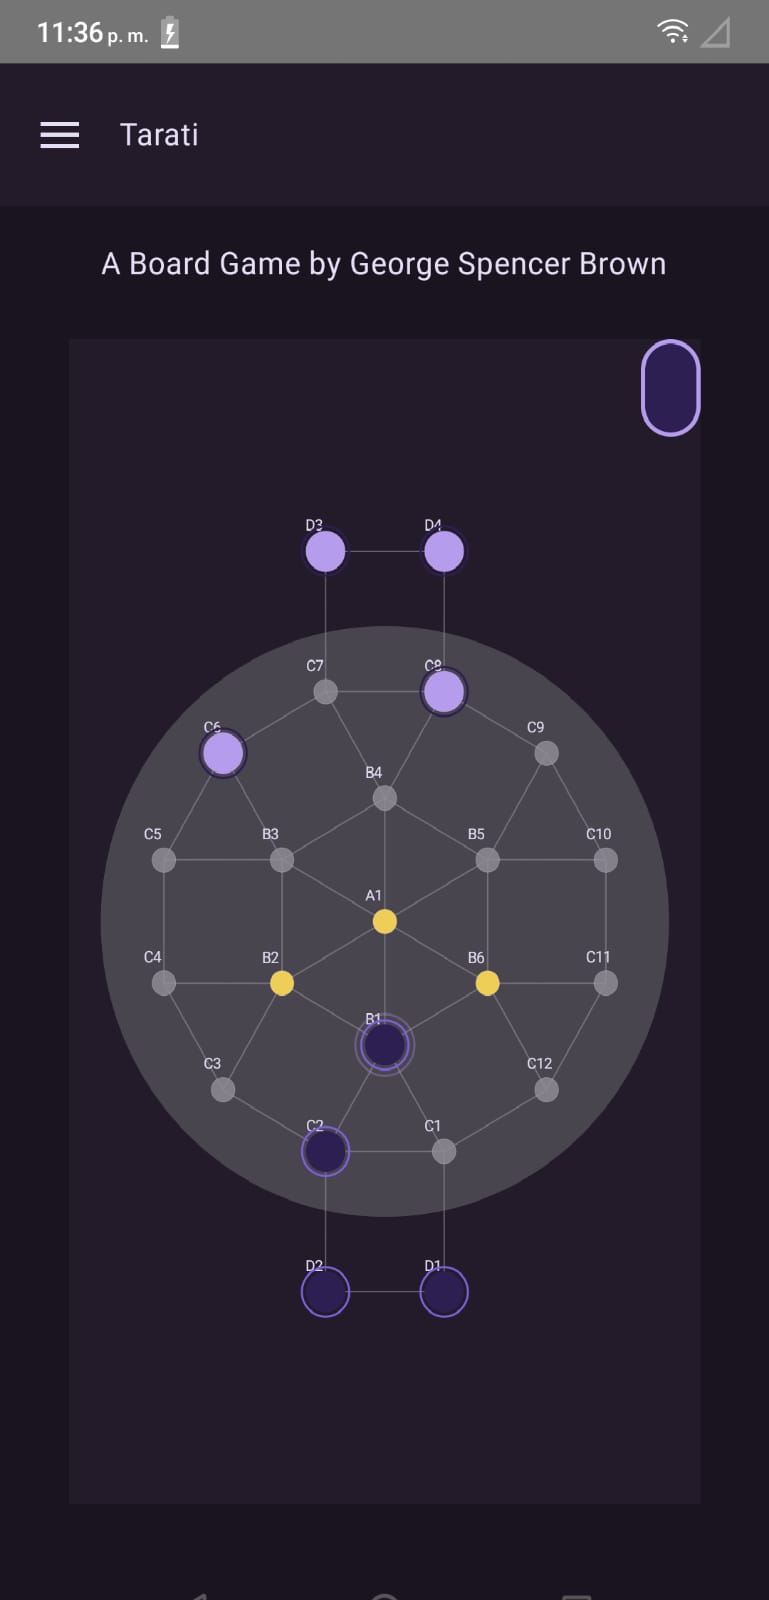 11:36 p. m.
Tarati
A Board Game by George Spencer Brown
D3 D4
C7 C8
C6 C9
B4
C5 B3 B5 C10
A1
C4 B2 B6 C11
B1
C3 C12
C2 C1
D2 D1